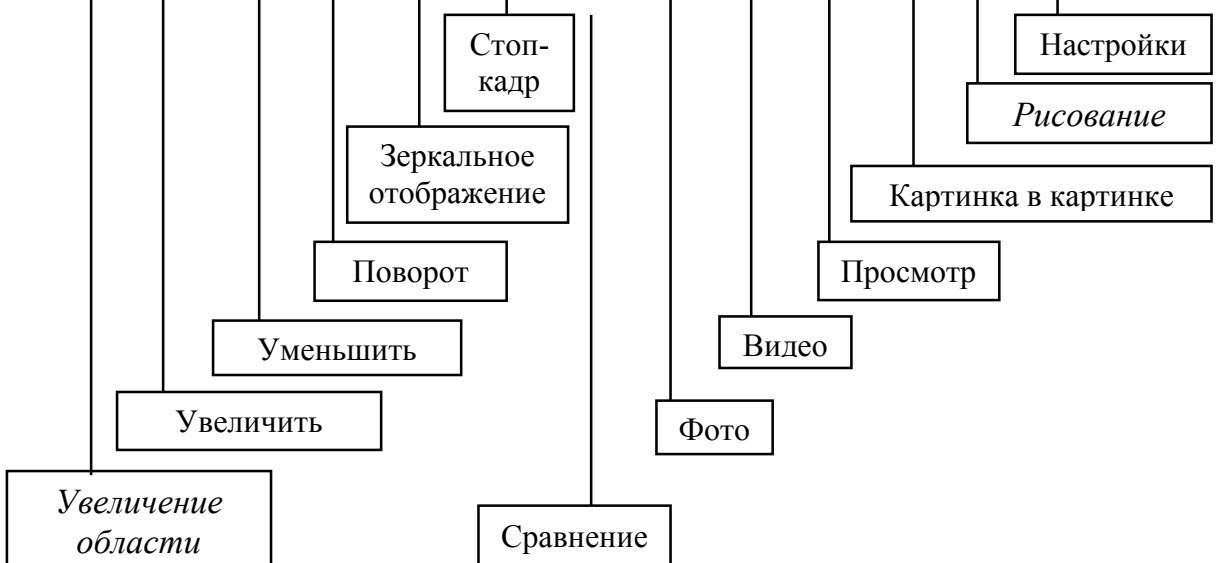 Стоп-
кадр
Настройки
Рисование
Зеркальное
отображение
Картинка в картинке
Поворот
Просмотр
Уменьшить
Видео
Увеличить
Фото
Увеличение
области
Сравнение